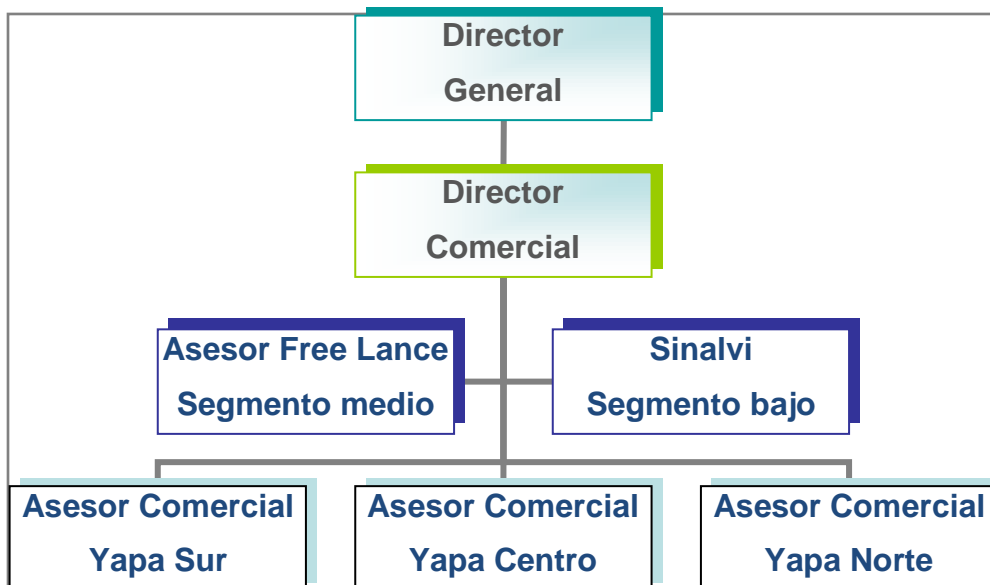 Director
General
Director
Comercial
Asesor Free Lance
Segmento medio
Sinalvi
Segmento bajo
Asesor Comercial
Yapa Sur
Asesor Comercial
Yapa Centro
Asesor Comercial
Yapa Norte